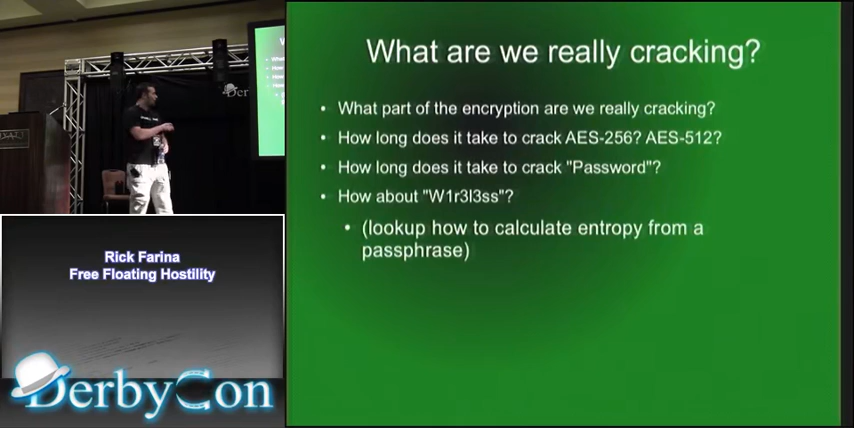 What are we really cracking?
• What part of the encryption are we really cracking?
• How long does it take to crack AES-256? AES-512?
• How long does it take to crack "Password"?
• How about "W1r3l3ss"?
• (lookup how to calculate entropy from a
passphrase)
Der
Rick Farina
Free Floating Hostility
DerbyCon